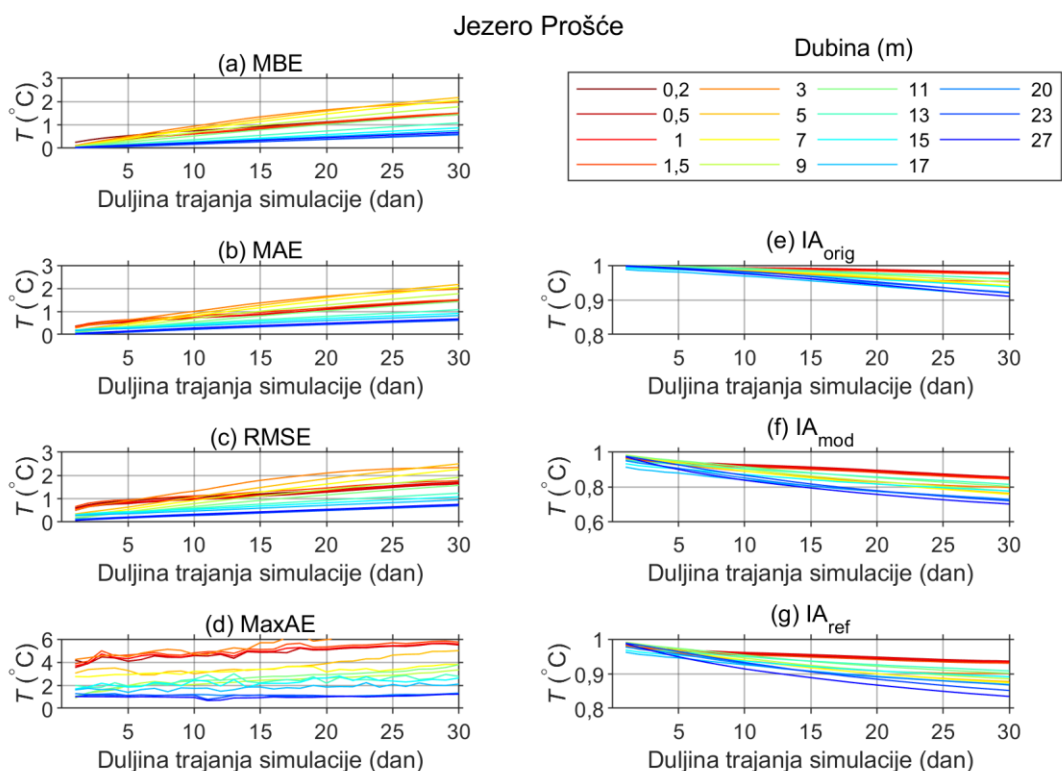 Jezero Prošće
(a) MBE
T (°C)
3
2
1
0
5 10 15 20 25 30
Duljina trajanja simulacije (dan)
Dubina (m)
0,2 3 11 20
0,5 5 13 23
1 7 15 27
1,5 9 17
(b) MAE
T (°C)
3
2
1
0
5 10 15 20 25 30
Duljina trajanja simulacije (dan)
(e) IAorig
T (°C)
1
0,9
0,8
5 10 15 20 25 30
Duljina trajanja simulacije (dan)
(c) RMSE
T (°C)
3
2
1
0
5 10 15 20 25 30
Duljina trajanja simulacije (dan)
(f) IAmod
T (°C)
1
0,8
0,6
5 10 15 20 25 30
Duljina trajanja simulacije (dan)
(d) MaxAE
T (°C)
6
4
2
0
5 10 15 20 25 30
Duljina trajanja simulacije (dan)
(g) IAref
T (°C)
1
0,9
0,8
5 10 15 20 25 30
Duljina trajanja simulacije (dan)